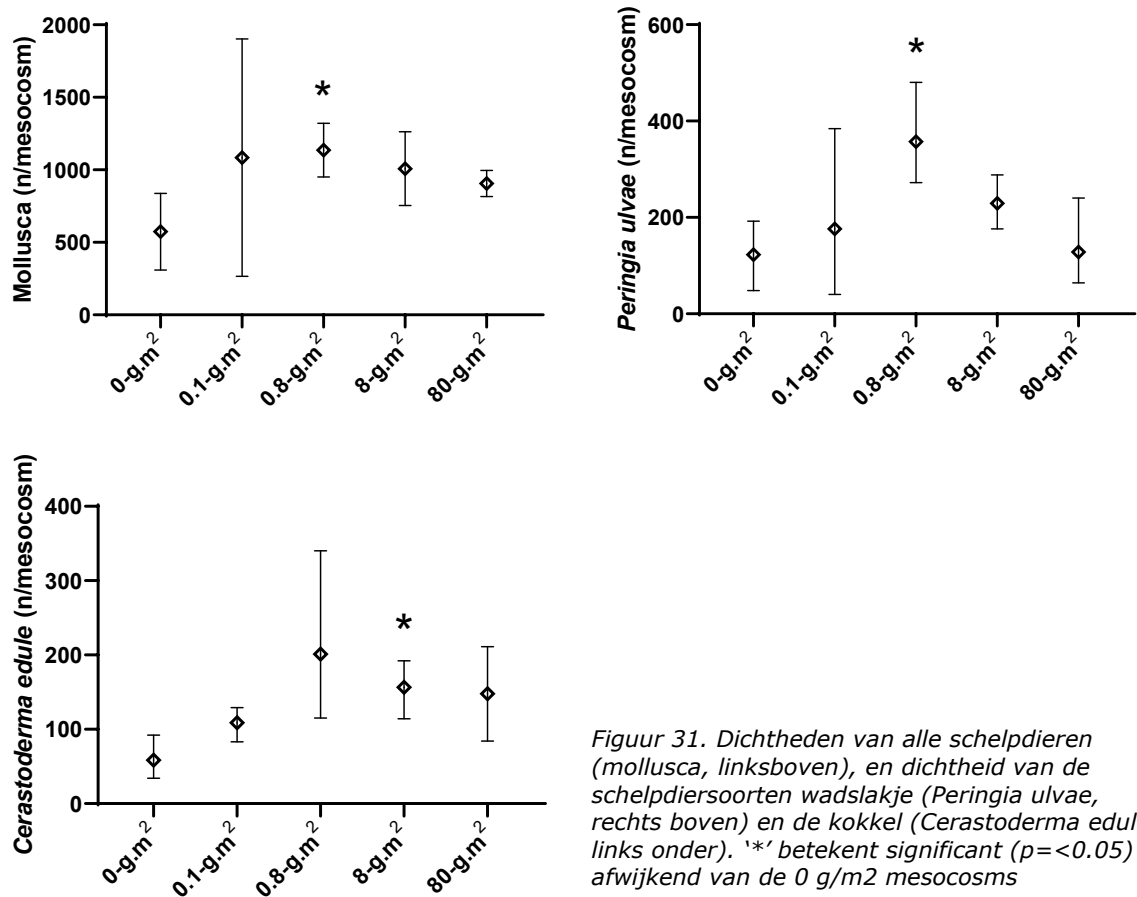 2000
1500
1000
500
0
Mollusca (n/mesocosm)
*
0-g.m²
0.1-g.m²
0.8-g.m²
8-g.m²
80-g.m²
600
400
200
0
Peringia ulvae (n/mesocosm)
*
0-g.m²
0.1-g.m²
0.8-g.m²
8-g.m²
80-g.m²
400
300
200
100
0
Cerastoderma edule (n/mesocosm)
*
0-g.m²
0.1-g.m²
0.8-g.m²
8-g.m²
80-g.m²
Figuur 31. Dichtheden van alle schelpdieren
(mollusca, linksboven), en dichtheid van de
schelpdiersoorten wadslakje (Peringia ulvae,
rechts boven) en de kokkel (Cerastoderma edul
links onder). ‘*’ betekent significant (p=<0.05)
afwijkend van de 0 g/m2 mesocosms